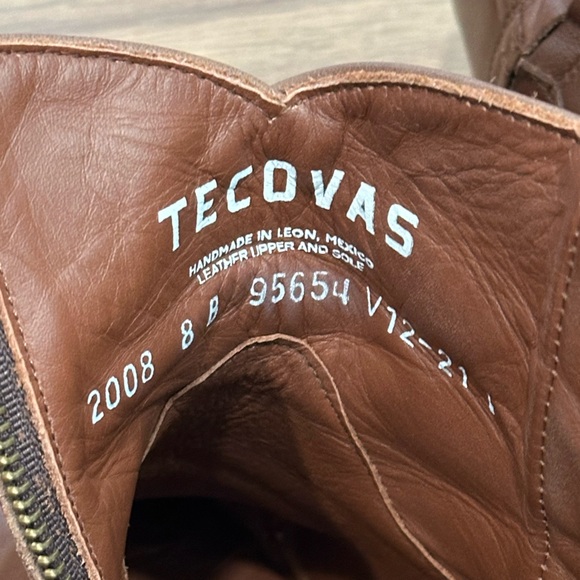 TECOVAS
HANDMADE IN LEON, MEXICO
LEATHER UPPER AND SOLE
2008 8 B 95654 V12-21